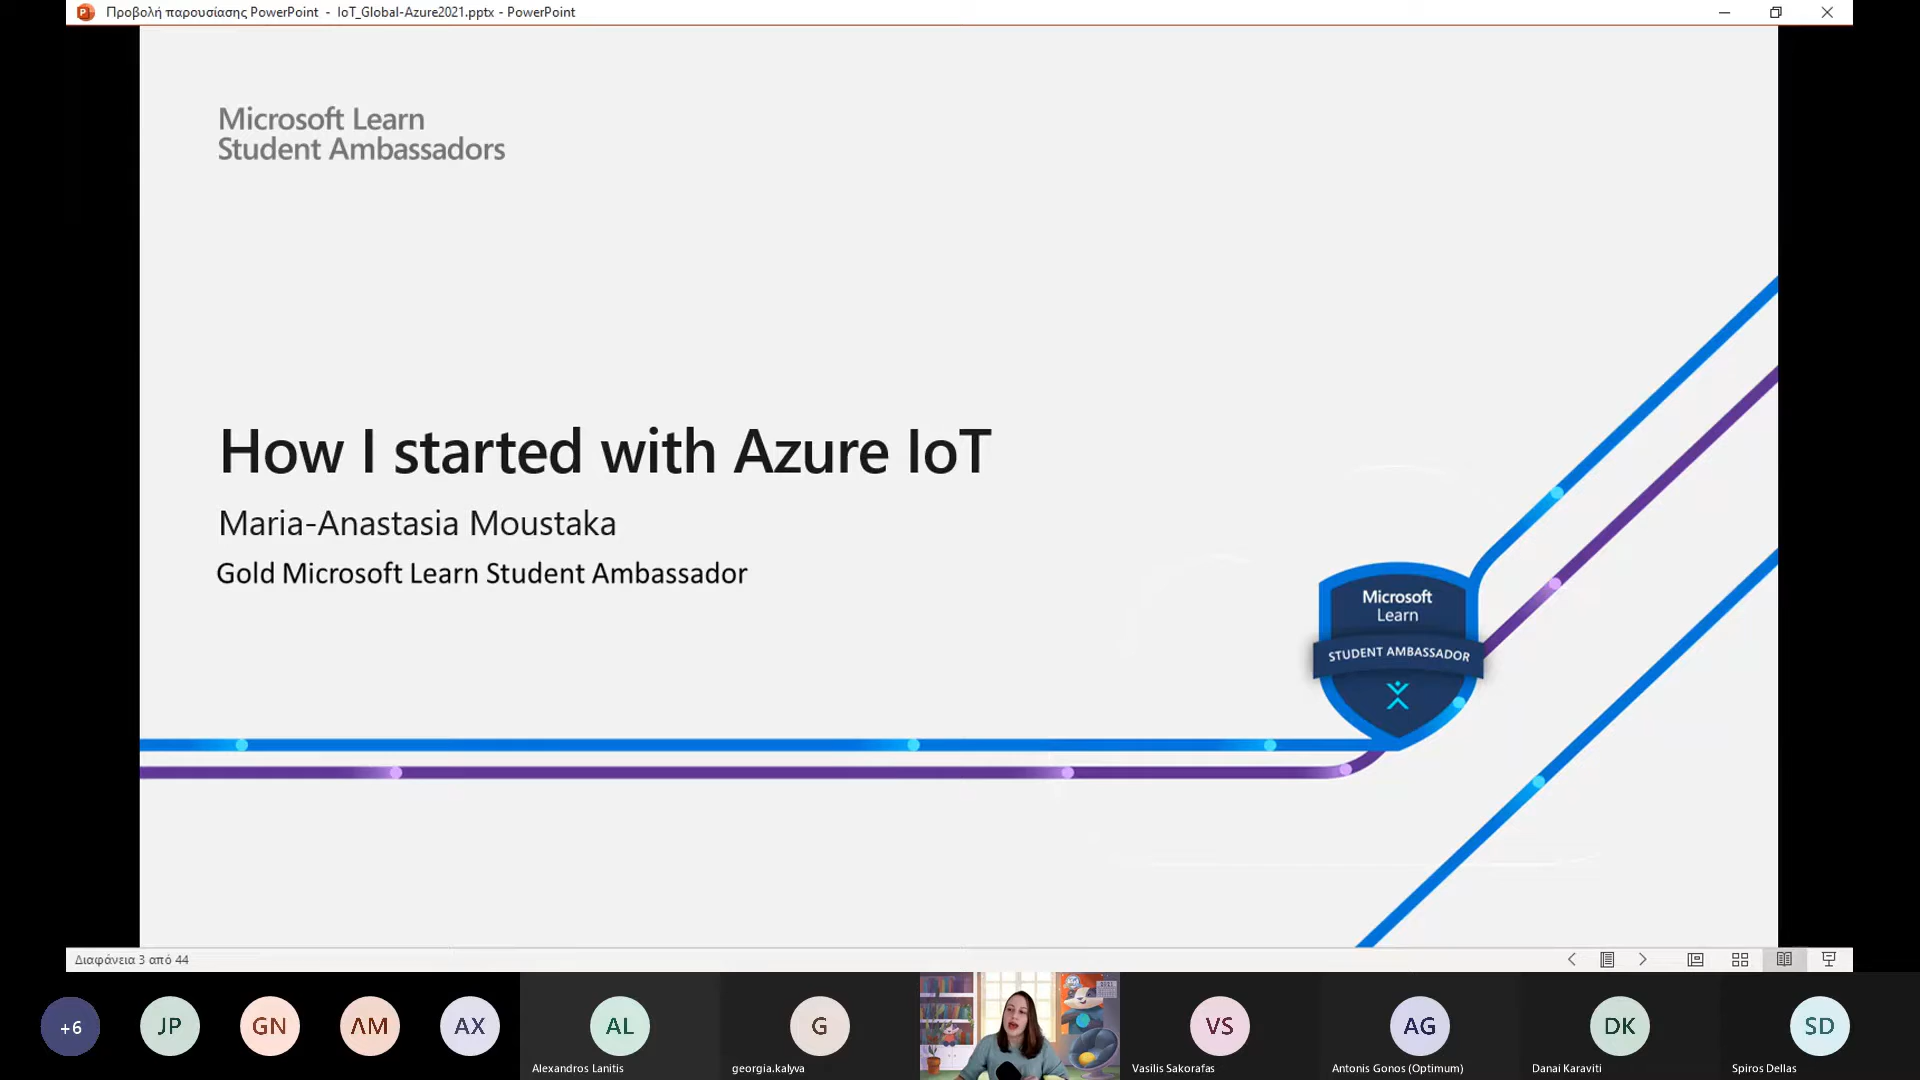 Προβολή παρουσίασης PowerPoint - IoT_Global-Azure2021.pptx - PowerPoint
Microsoft Learn
Student Ambassadors
How I started with Azure IoT
Maria-Anastasia Moustaka
Gold Microsoft Learn Student Ambassador
Microsoft
Learn
STUDENT AMBASSADOR
Διαφάνεια 3 από 44
+6
JP
GN
ΛΜ
AX
AL
G
VS
AG
DK
SD
Alexandros Lanitis
georgia.kalyva
Vasilis Sakorafas
Antonis Gonos (Optimum)
Danai Karaviti
Spiros Dellas